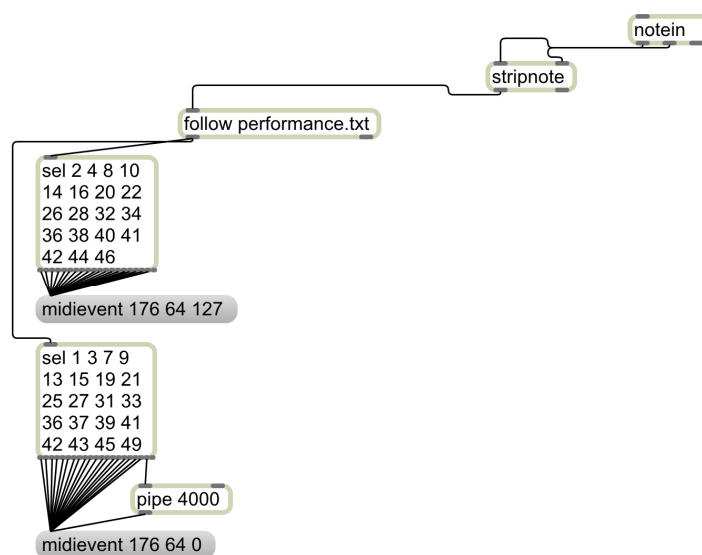 notein
stripnote
follow performance.txt
sel 2 4 8 10
14 16 20 22
26 28 32 34
36 38 40 41
42 44 46
midievent 176 64 127
sel 1 3 7 9
13 15 19 21
25 27 31 33
36 37 39 41
42 43 45 49
pipe 4000
midievent 176 64 0